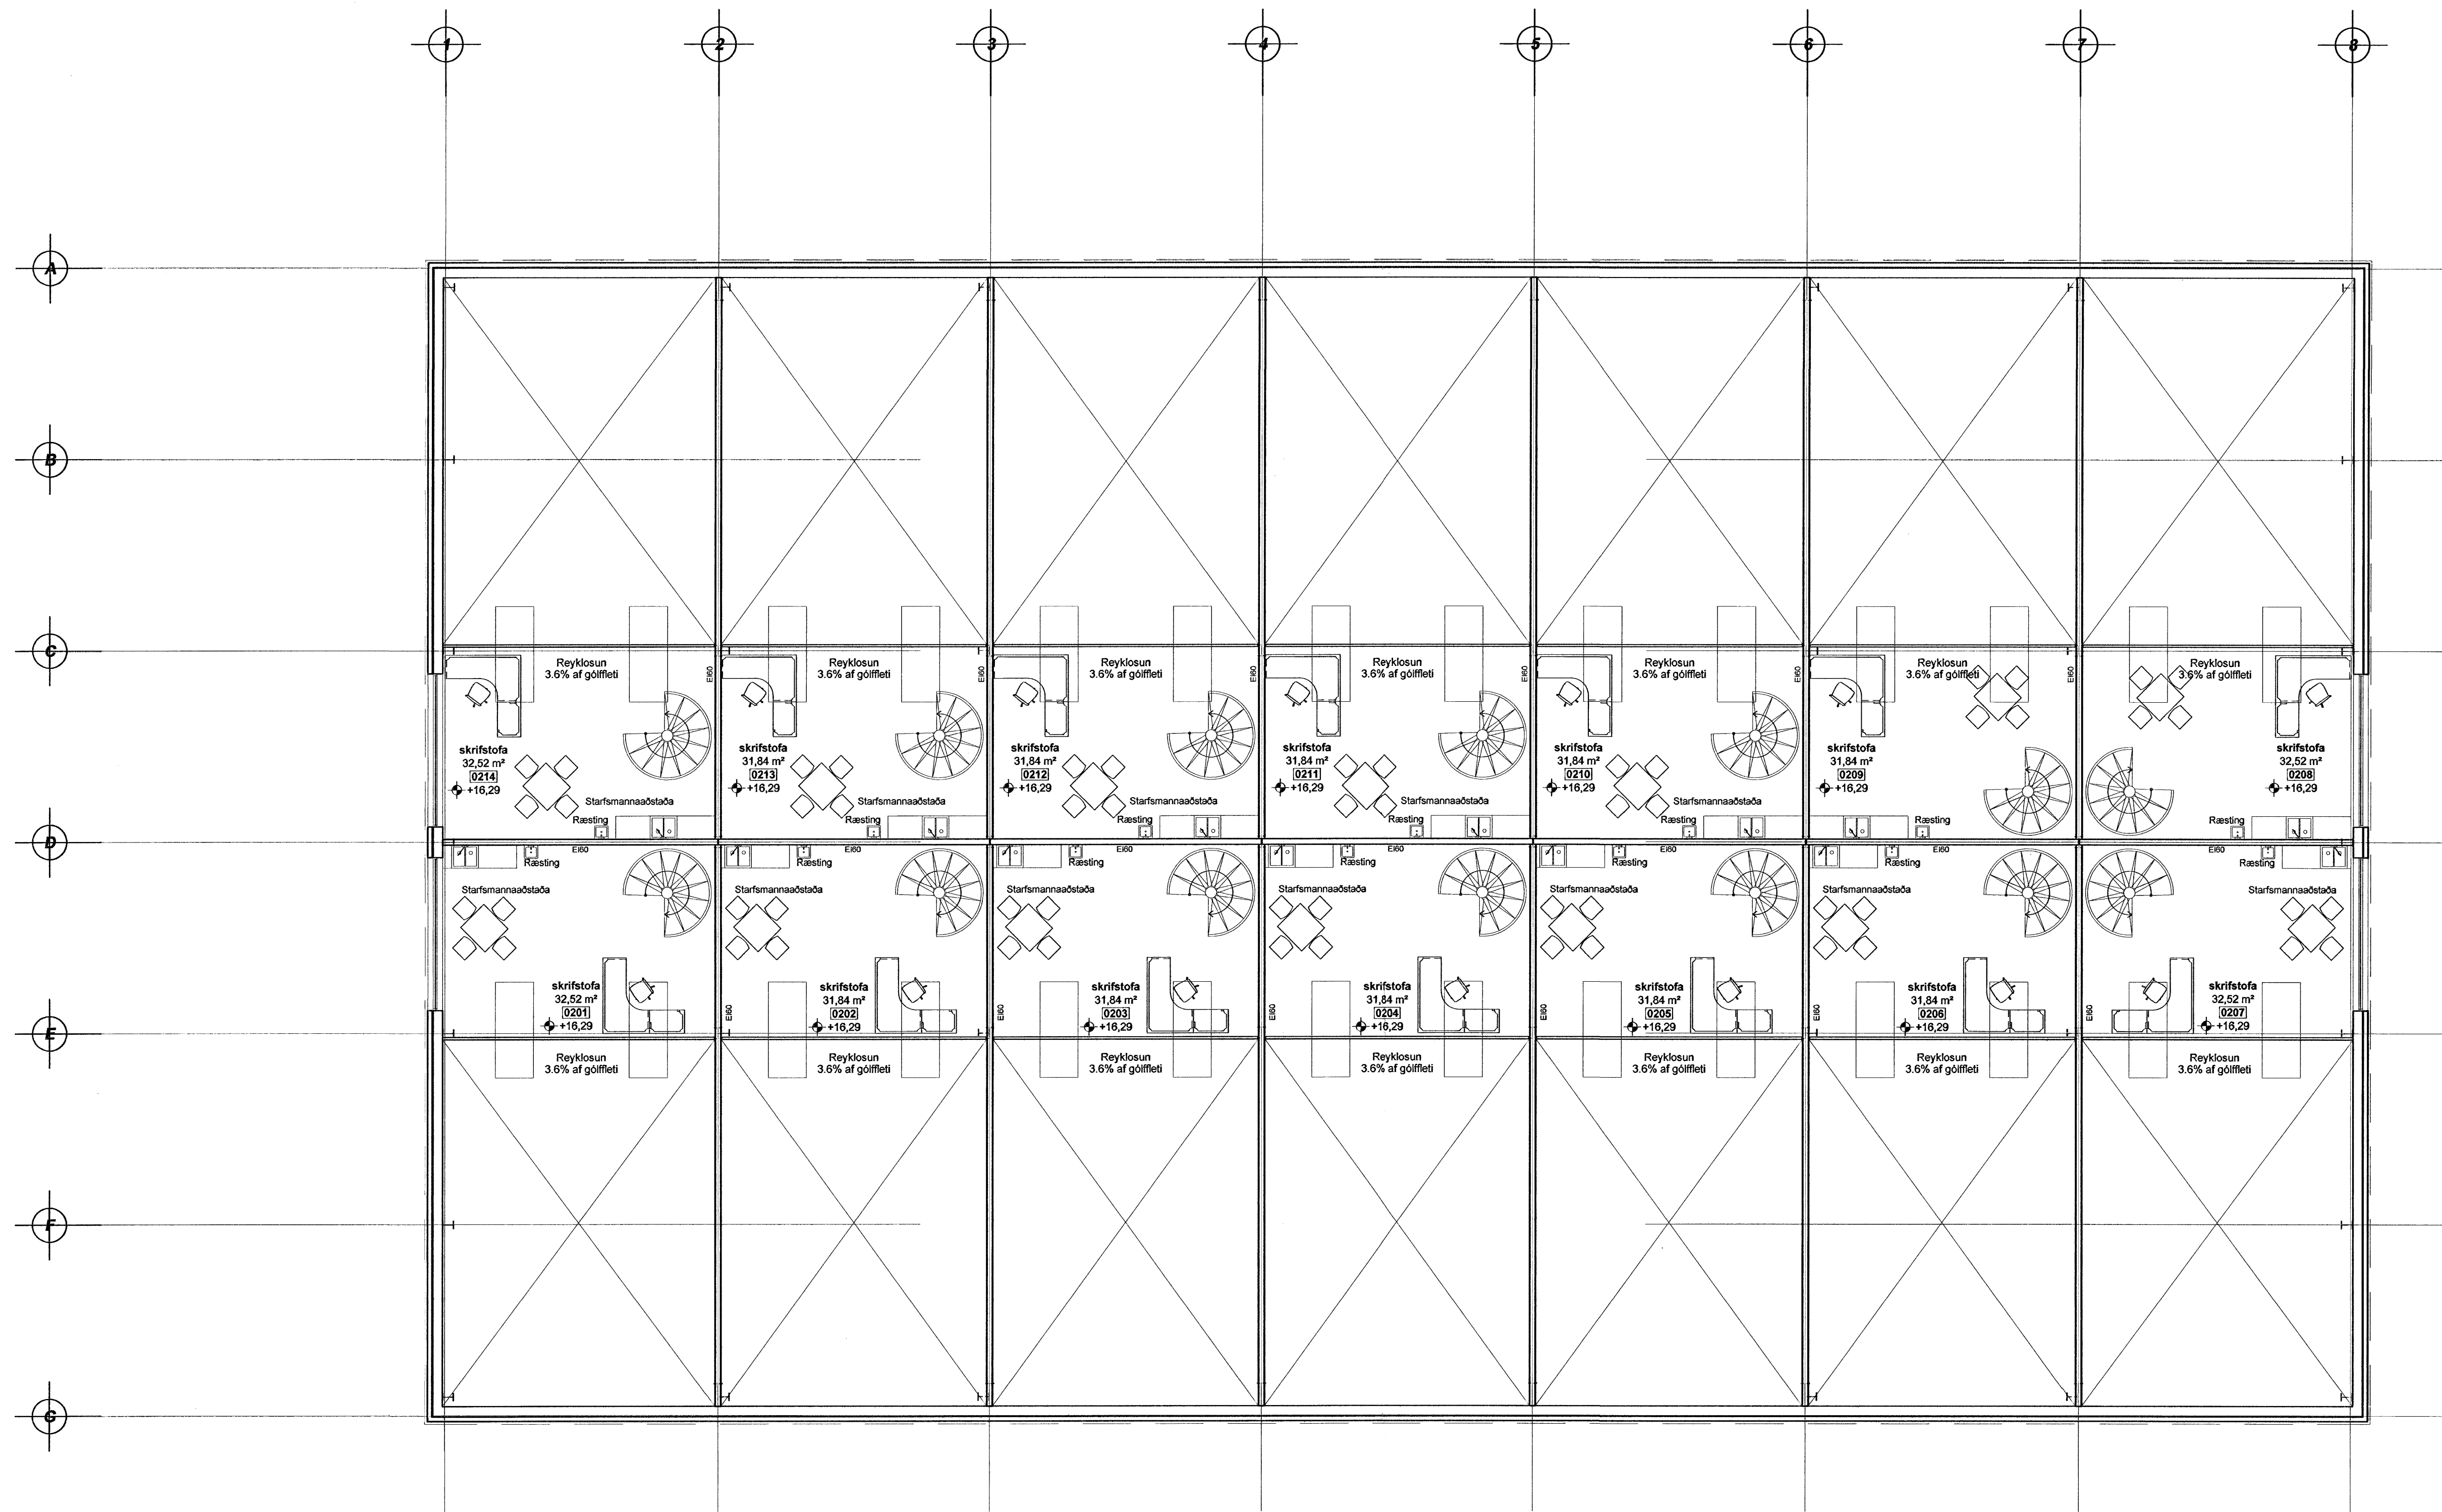 1 2 3 4 5 6 7 8
A
B
C
Reyklosun Reyklosun Reyklosun Reyklosun Reyklosun Reyklosun Reyklosun
3.6% af gólffleti 3.6% af gólffleti 3.6% af gólffleti 3.6% af gólffleti 3.6% af gólffleti 3.6% af gólffleti 3.6% af gólffleti
EI60 EI60 EI60 EI60 EI60 EI60
skrifstofa skrifstofa skrifstofa skrifstofa skrifstofa skrifstofa skrifstofa
32,52 m² 31,84 m² 31,84 m² 31,84 m² 31,84 m² 31,84 m² 32,52 m²
0214 0213 0212 0211 0210 0209 0208
+16,29 +16,29 +16,29 +16,29 +16,29 +16,29 +16,29
Starfsmannaaðstaða Starfsmannaaðstaða Starfsmannaaðstaða Starfsmannaaðstaða Starfsmannaaðstaða
Ræsting Ræsting Ræsting Ræsting Ræsting Ræsting Ræsting
D
EI60 EI60 EI60 EI60 EI60 EI60 EI60
Ræsting Ræsting Ræsting Ræsting Ræsting Ræsting Ræsting
Starfsmannaaðstaða Starfsmannaaðstaða Starfsmannaaðstaða Starfsmannaaðstaða Starfsmannaaðstaða Starfsmannaaðstaða Starfsmannaaðstaða
skrifstofa skrifstofa skrifstofa skrifstofa skrifstofa skrifstofa skrifstofa
32,52 m² 31,84 m² 31,84 m² 31,84 m² 31,84 m² 31,84 m² 32,52 m²
0201 0202 0203 0204 0205 0206 0207
EI60 EI60 EI60 EI60 EI60 EI60
+16,29 +16,29 +16,29 +16,29 +16,29 +16,29 +16,29
E
Reyklosun Reyklosun Reyklosun Reyklosun Reyklosun Reyklosun Reyklosun
3.6% af gólffleti 3.6% af gólffleti 3.6% af gólffleti 3.6% af gólffleti 3.6% af gólffleti 3.6% af gólffleti 3.6% af gólffleti
F
G